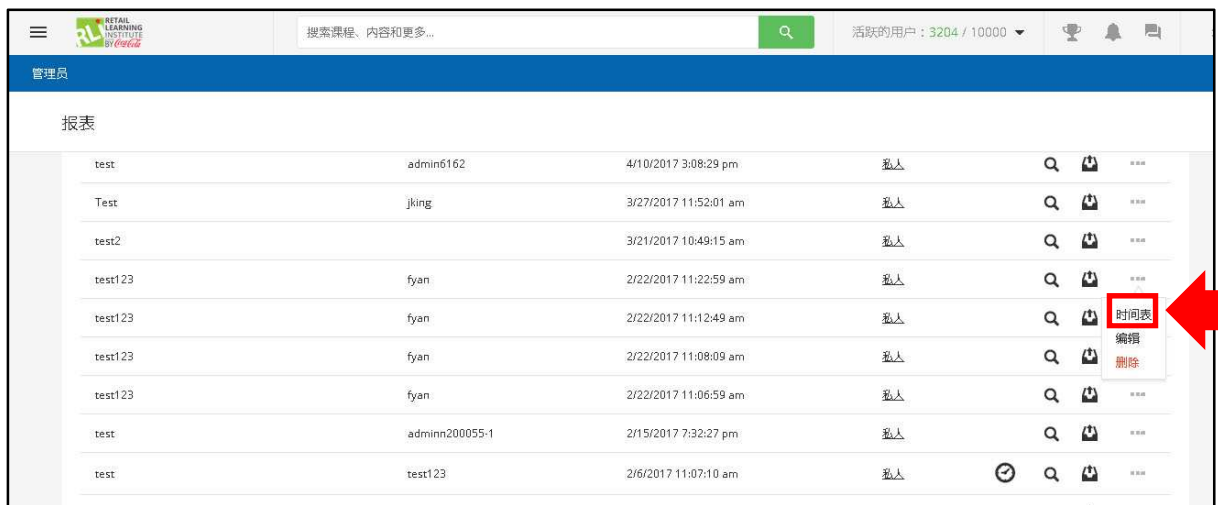 RETAIL
LEARNING
INSTITUTE
BY Coca-Cola
RLI
搜索课程、内容和更多...
活跃的用户：3204 / 10000
管理员
报表
test admin6162 4/10/2017 3:08:29 pm 私人
Test jking 3/27/2017 11:52:01 am 私人
test2 3/21/2017 10:49:15 am 私人
test123 fyan 2/22/2017 11:22:59 am 私人
test123 fyan 2/22/2017 11:12:49 am 私人
时间表
编辑
删除
test123 fyan 2/22/2017 11:08:09 am 私人
test123 fyan 2/22/2017 11:06:59 am 私人
test adminn200055-1 2/15/2017 7:32:27 pm 私人
test test123 2/6/2017 11:07:10 am 私人